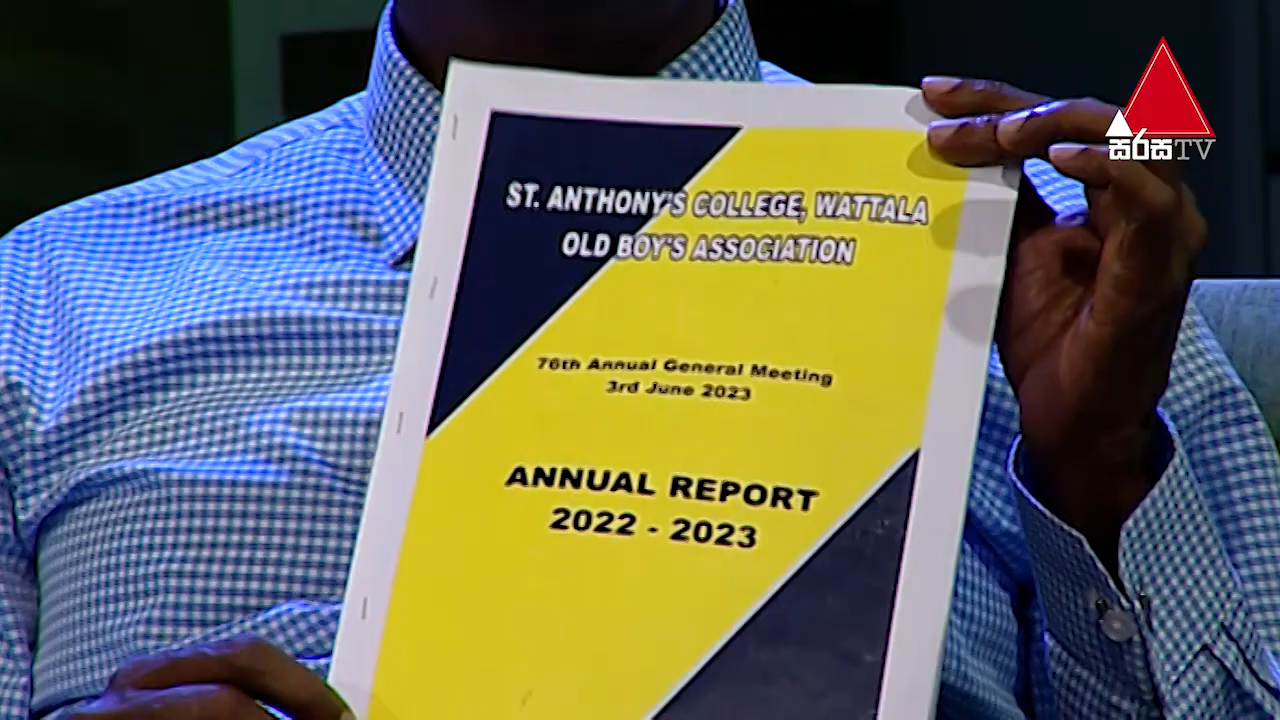 සිරස TV
ST. ANTHONY'S COLLEGE, WATTALA
OLD BOY'S ASSOCIATION
76th Annual General Meeting
3rd June 2023
ANNUAL REPORT
2022 - 2023